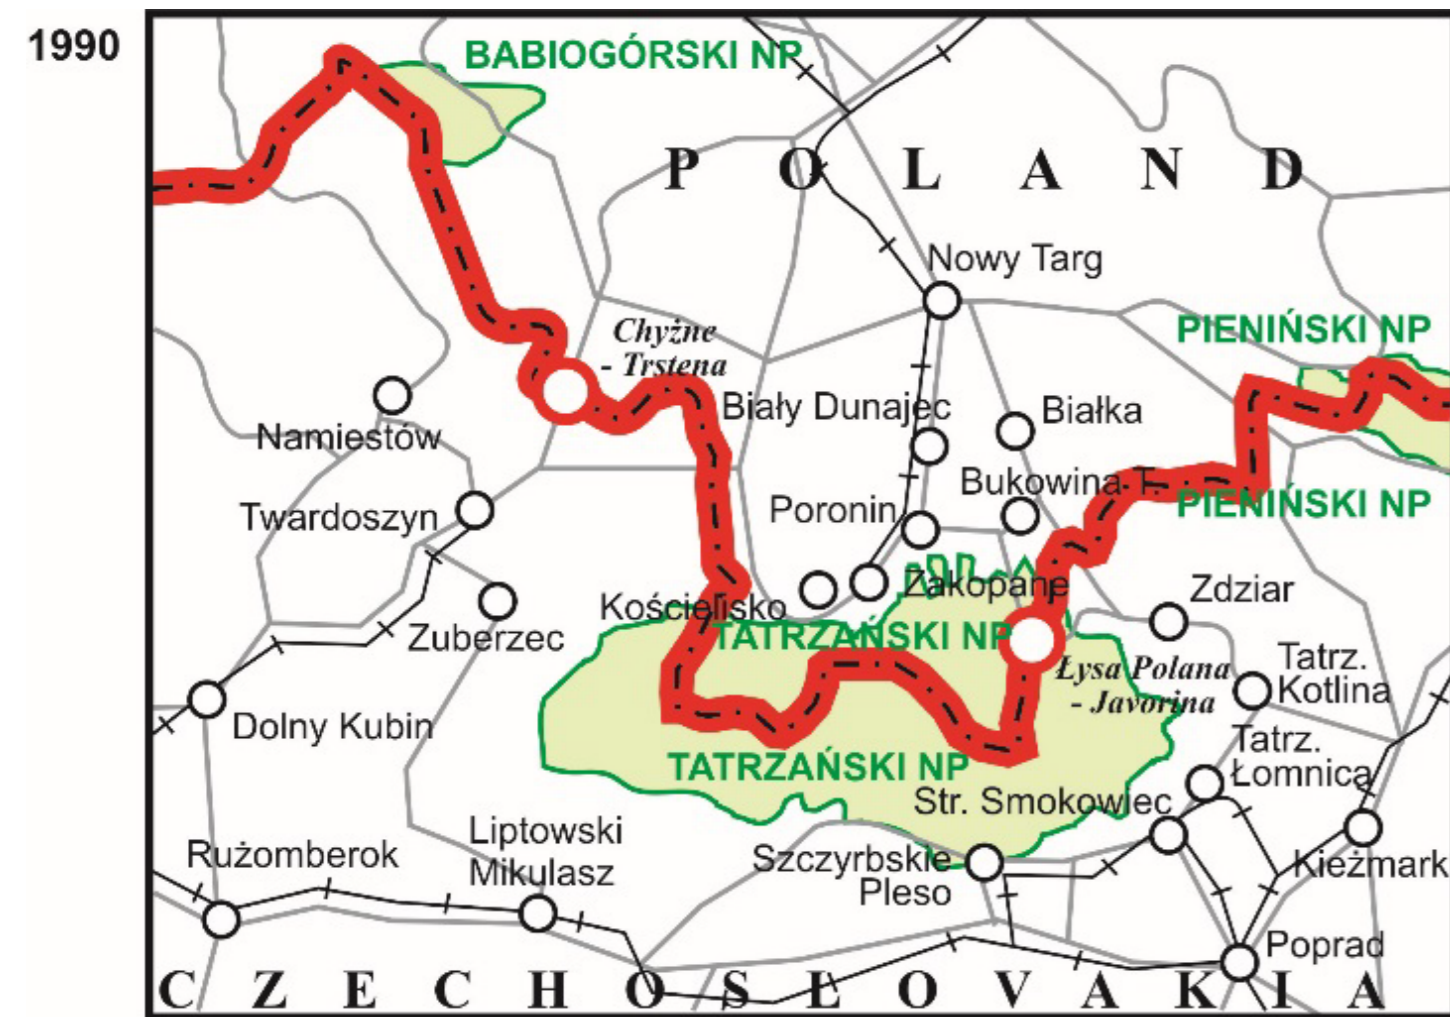 1990
BABIOGÓRSKI NP
POLAND
Nowy Targ
Chyżne
- Trstena
PIENIŃSKI NP
Biały Dunajec
Białka
Namiestów
Bukowina T.
PIENIŃSKI NP
Twardoszyn
Poronin
Zakopane
Zdziar
Kościelisko
Zuberzec
TATRZAŃSKI NP
Łysa Polana
- Javorina
Tatrz.
Kotlina
Dolny Kubin
Tatrz.
Łomnica
TATRZAŃSKI NP
Str. Smokowiec
Liptowski
Mikulasz
Rużomberok
Szczyrbskie
Pleso
Kieżmark
Poprad
CZECHOSŁOVAKIA